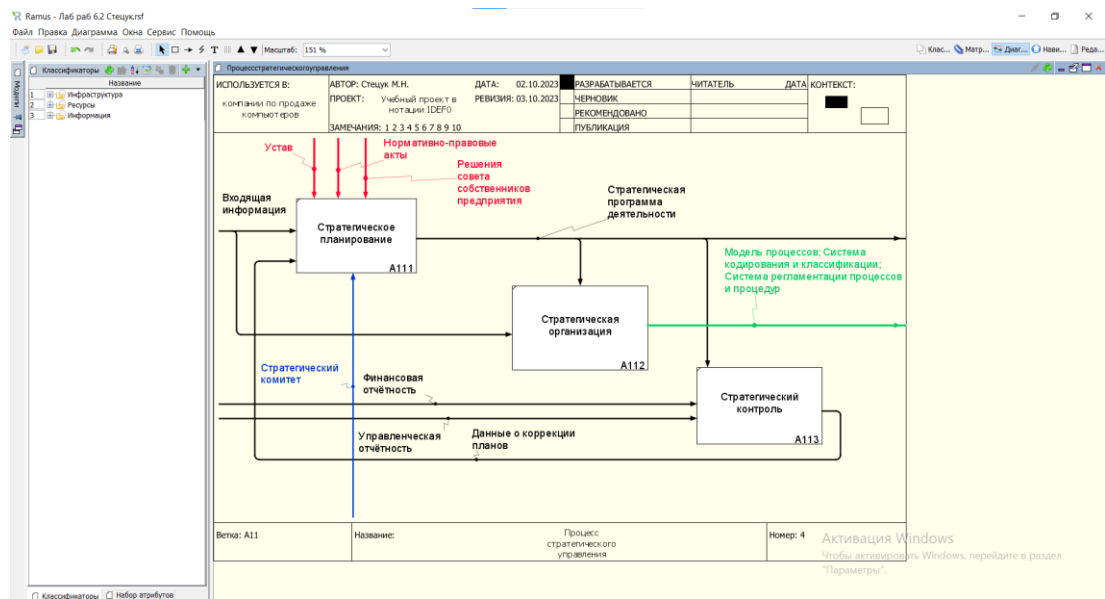 Ramus - Лаб раб 6.2 Стецук.rsf
Файл Правка Диаграмма Окна Сервис Помощь
Масштаб: 151 %
Клас... Матр... Диаг... Нави... Реда...
Модели
Классификаторы
Название
1 Инфраструктура
2 Ресурсы
3 Информация
Классификаторы Набор атрибутов
Процессстратегическогоуправления
ИСПОЛЬЗУЕТСЯ В:
компании по продаже
компьютеров
АВТОР: Стецук М.Н.
ПРОЕКТ: Учебный проект в
нотации IDEF0
ЗАМЕЧАНИЯ: 1 2 3 4 5 6 7 8 9 10
ДАТА: 02.10.2023
РЕВИЗИЯ: 03.10.2023
РАЗРАБАТЫВАЕТСЯ
ЧЕРНОВИК
РЕКОМЕНДОВАНО
ПУБЛИКАЦИЯ
ЧИТАТЕЛЬ ДАТА
КОНТЕКСТ:
Устав
Нормативно-правовые
акты
Решения
совета
собственников
предприятия
Входящая
информация
Стратегическое
планирование
A111
Стратегическая
программа
деятельности
Модель процессов; Система
кодирования и классификации;
Система регламентации процессов
и процедур
Стратегическая
организация
A112
Стратегический
комитет
Финансовая
отчётность
Стратегический
контроль
A113
Управленческая
отчётность
Данные о коррекции
планов
Ветка: A11
Название:
Процесс
стратегического
управления
Номер: 4
Активация Windows
Чтобы активировать Windows, перейдите в раздел
"Параметры".